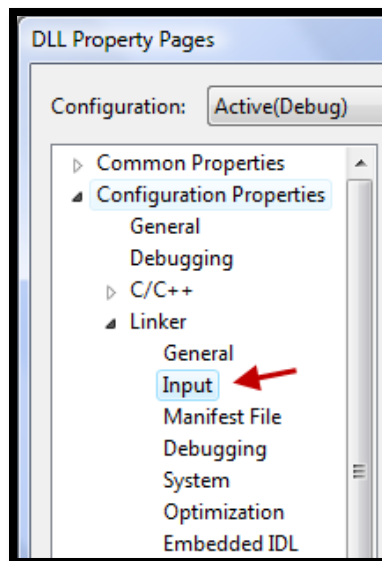 DLL Property Pages
Configuration: Active(Debug)
Common Properties
Configuration Properties
General
Debugging
C/C++
Linker
General
Input
Manifest File
Debugging
System
Optimization
Embedded IDL